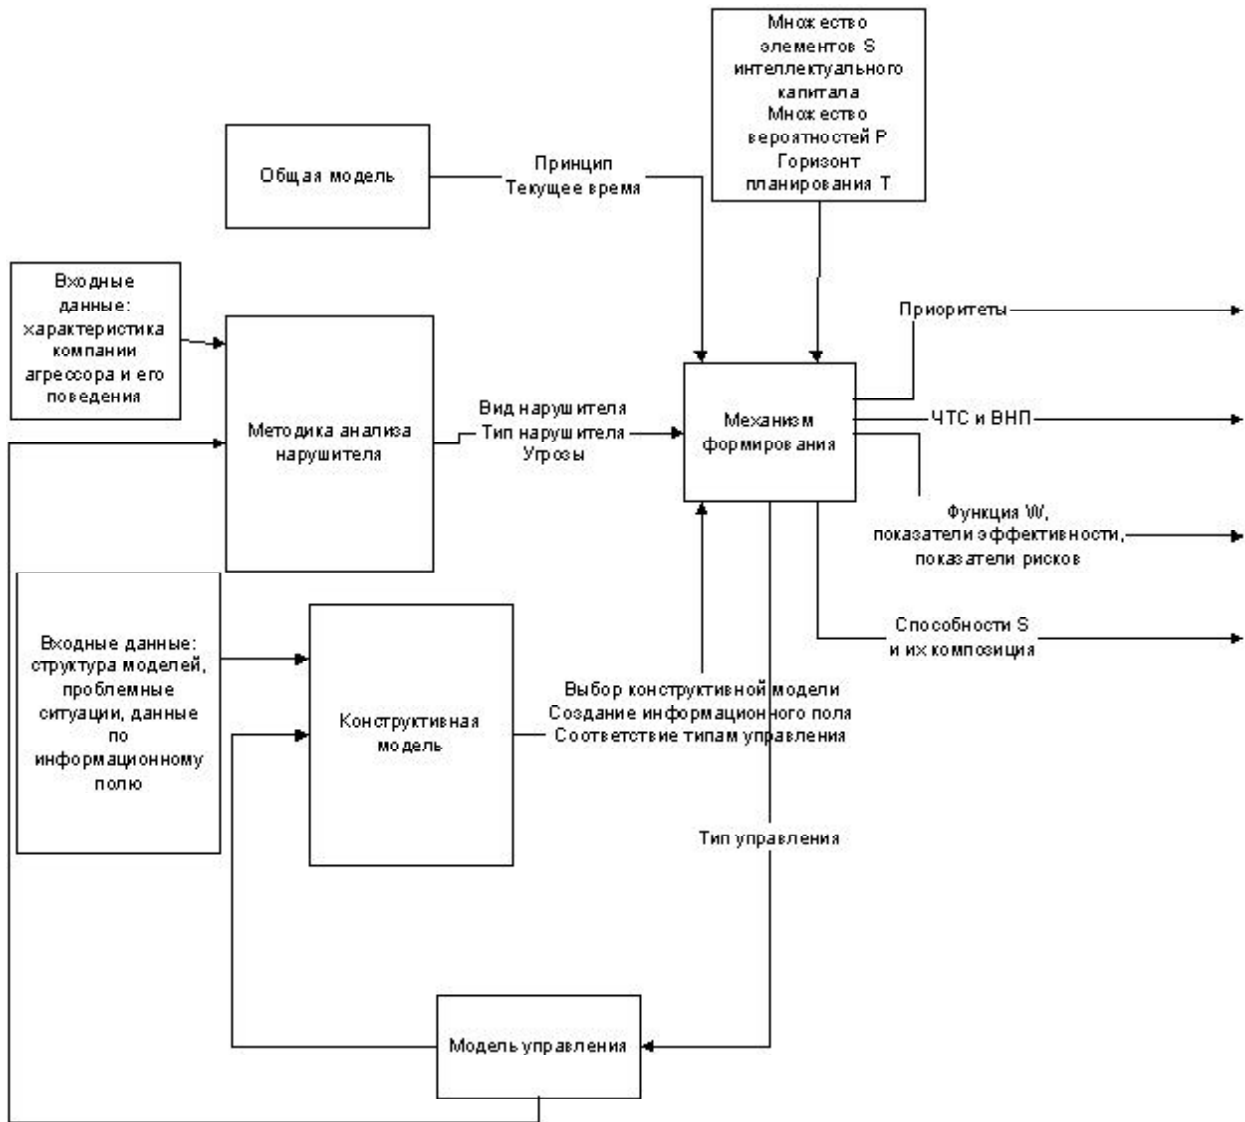 Множество
элементов S
интеллектуального
капитала
Множество
вероятностей P
Горизонт
планирования T
Общая модель
Принцип
Текущее время
Входные
данные:
характеристика
компании
агрессора и его
поведения
Методика анализа
нарушителя
Вид нарушителя
Тип нарушителя
Угрозы
Механизм
формирования
Приоритеты
ЧТС и ВНП
Функция W,
показатели эффективности,
показатели рисков
Способности S
и их композиция
Входные данные:
структура моделей,
проблемные
ситуации, данные
по
информационному
полю
Конструктивная
модель
Выбор конструктивной модели
Создание информационного поля
Соответствие типам управления
Тип управления
Модель управления